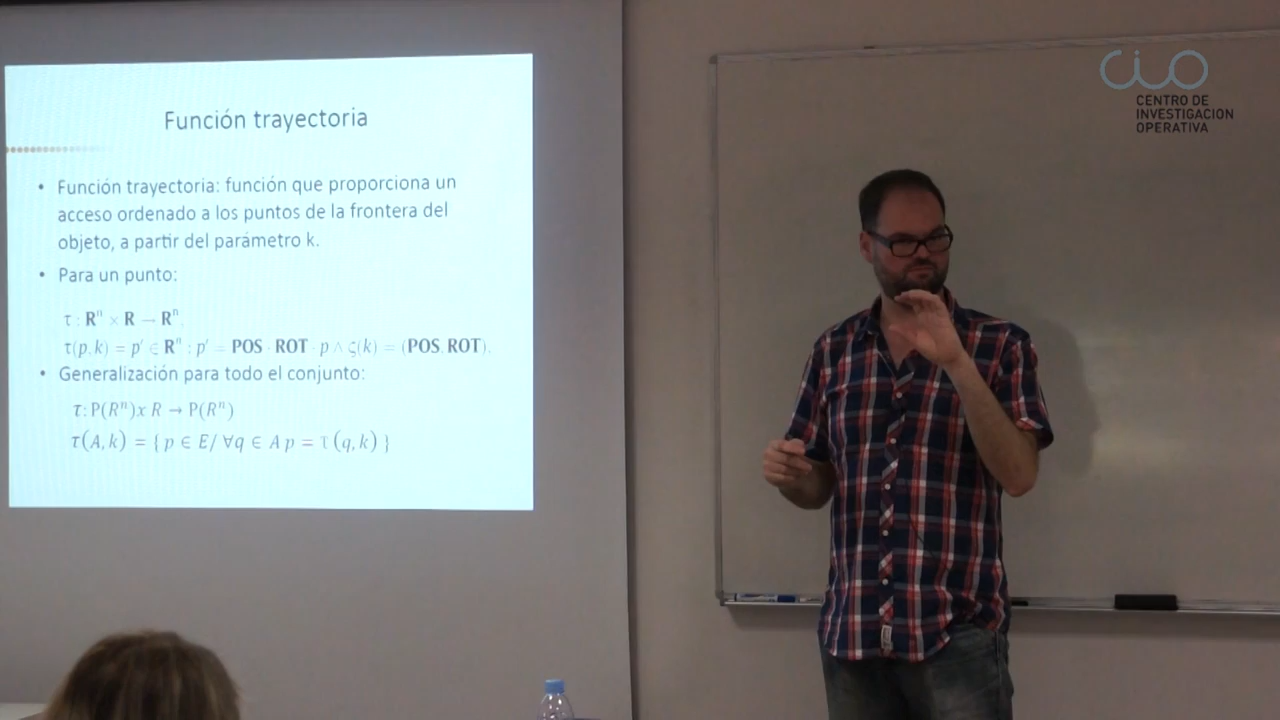 Función trayectoria
• Función trayectoria: función que proporciona un
acceso ordenado a los puntos de la frontera del
objeto, a partir del parámetro k.
• Para un punto:
τ : Rⁿ × R → Rⁿ.
τ(p, k) = p′ ∈ Rⁿ : p′ = POS · ROT · p ∧ ς(k) = (POS, ROT).
• Generalización para todo el conjunto:
τ: P(Rⁿ)x R → P(Rⁿ)
τ(A, k) = { p ∈ E/ ∀q ∈ A p = τ (q, k) }
CIO
CENTRO DE
INVESTIGACION
OPERATIVA